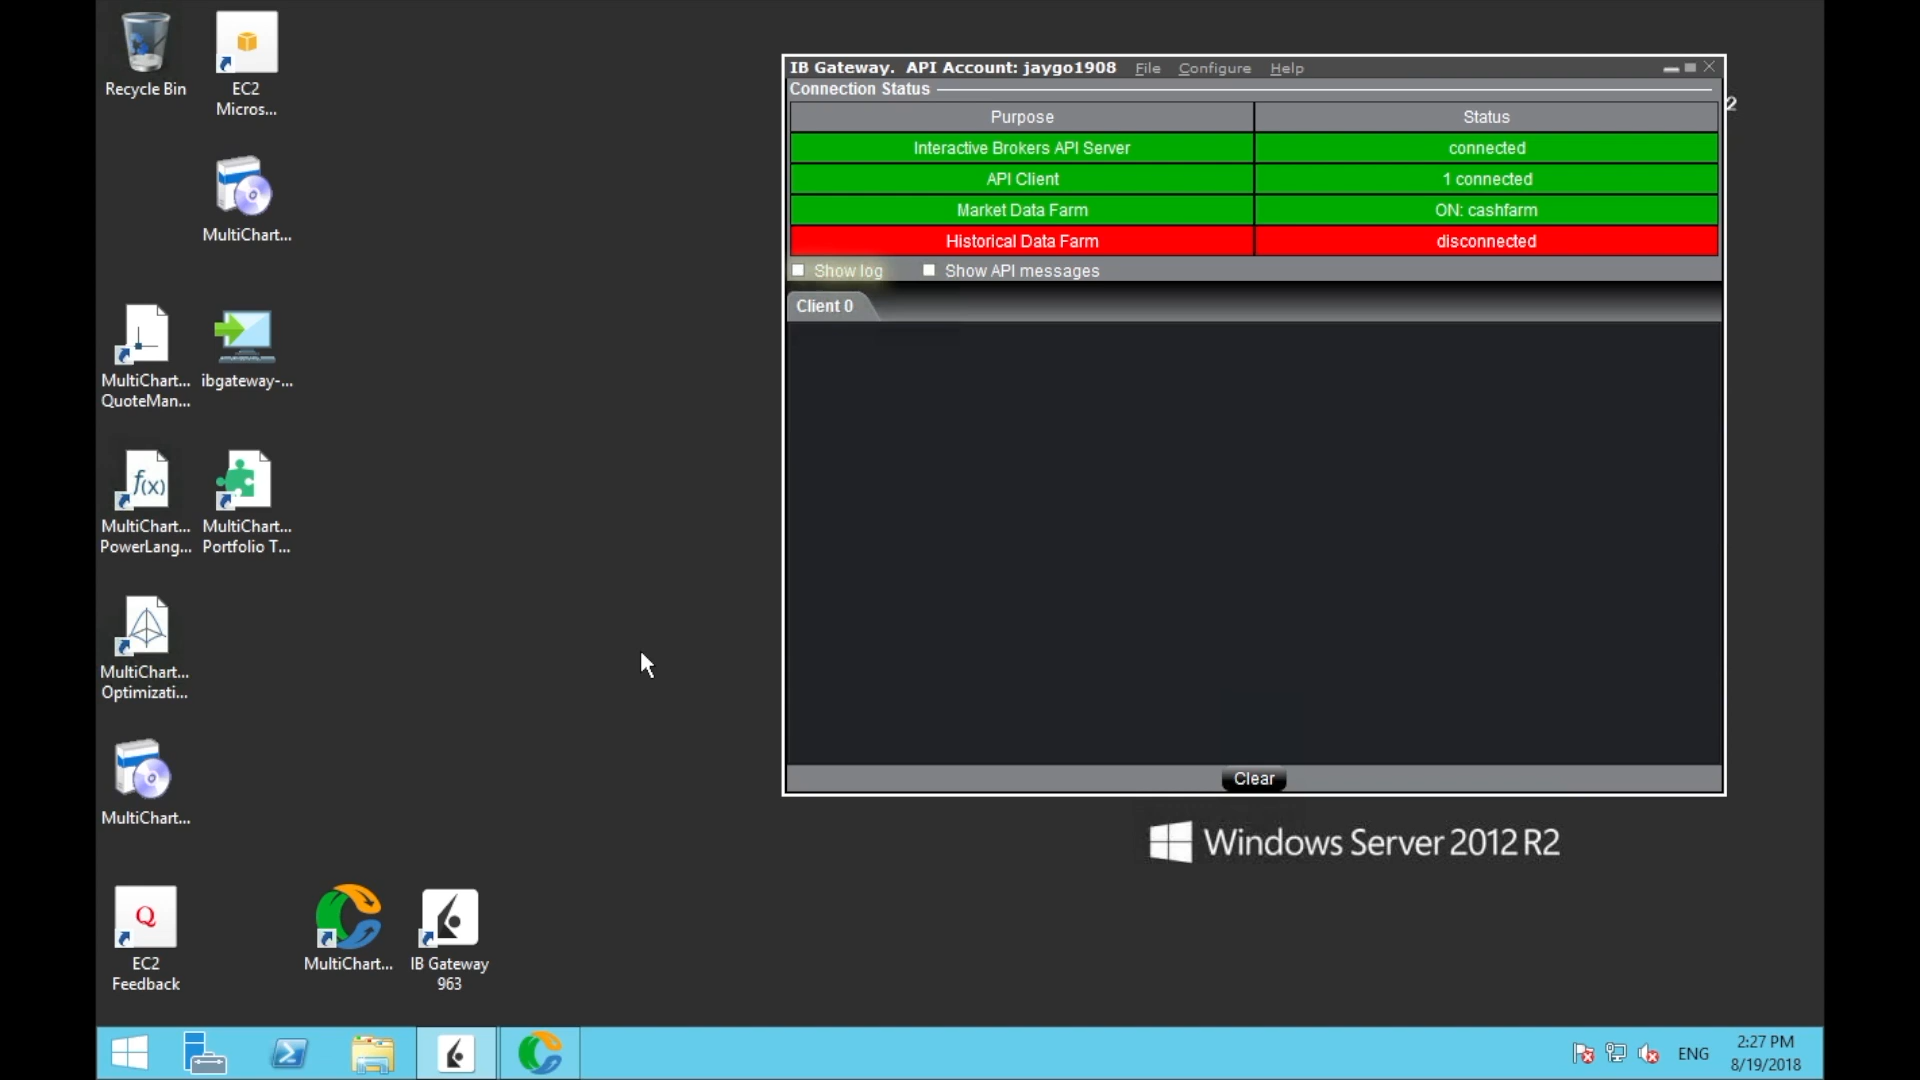 Recycle Bin
EC2
Micros...
MultiChart...
MultiChart...
QuoteMan...
ibgateway-...
MultiChart...
PowerLang...
MultiChart...
Portfolio T...
MultiChart...
Optimizati...
MultiChart...
EC2
Feedback
MultiChart...
IB Gateway
963
IB Gateway. API Account: jaygo1908 File Configure Help
Connection Status
Purpose Status
Interactive Brokers API Server connected
API Client 1 connected
Market Data Farm ON: cashfarm
Historical Data Farm disconnected
Show log Show API messages
Client 0
Clear
2
Windows Server 2012 R2
ENG
2:27 PM
8/19/2018
f(x)
Q